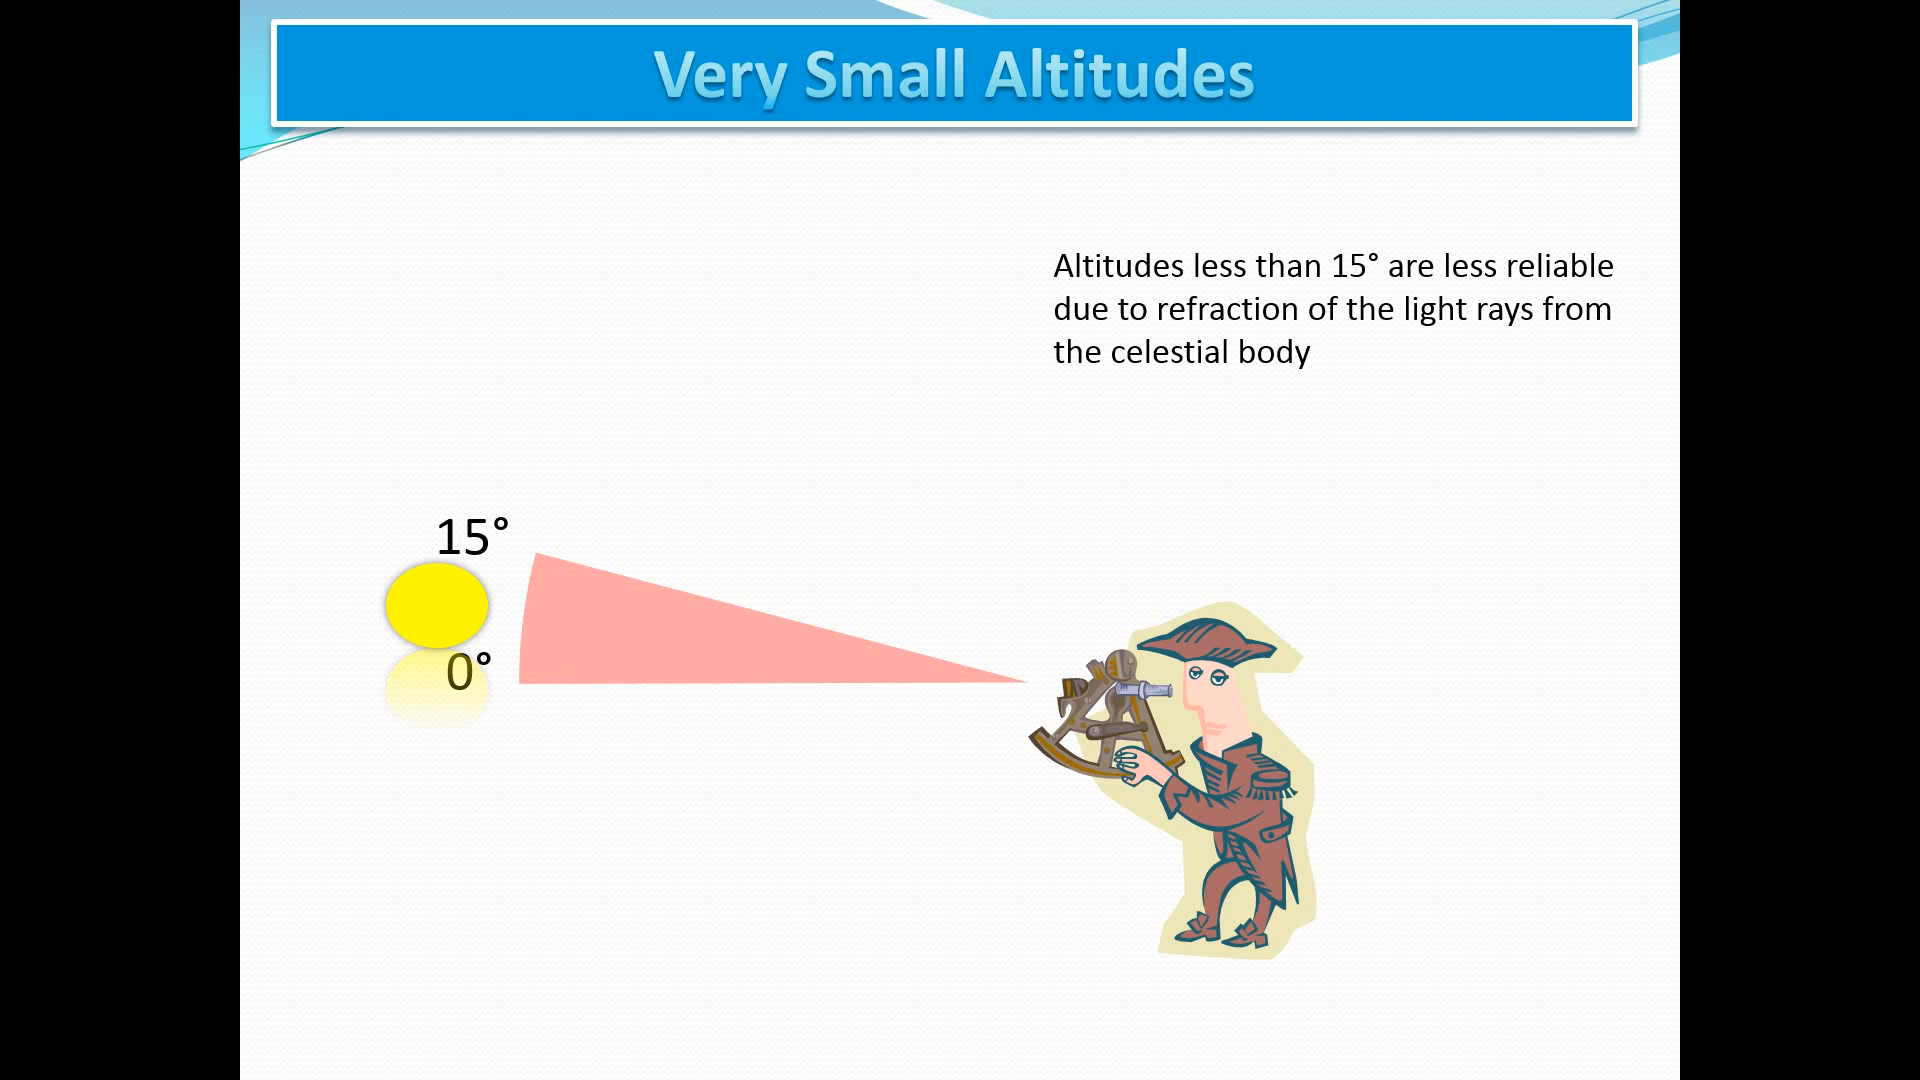 Very Small Altitudes
Altitudes less than 15° are less reliable
due to refraction of the light rays from
the celestial body
15°
0°